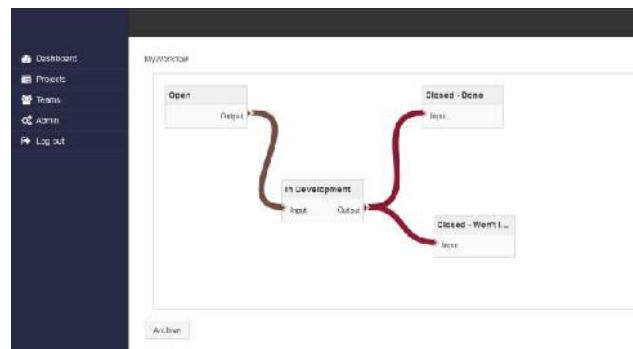 Dashboard
Projects
Teams
Admin
Log out
MyWorkflow
Open
Output
In Development
Input Output
Closed - Done
Input
Closed - Won't I...
Input
Archive